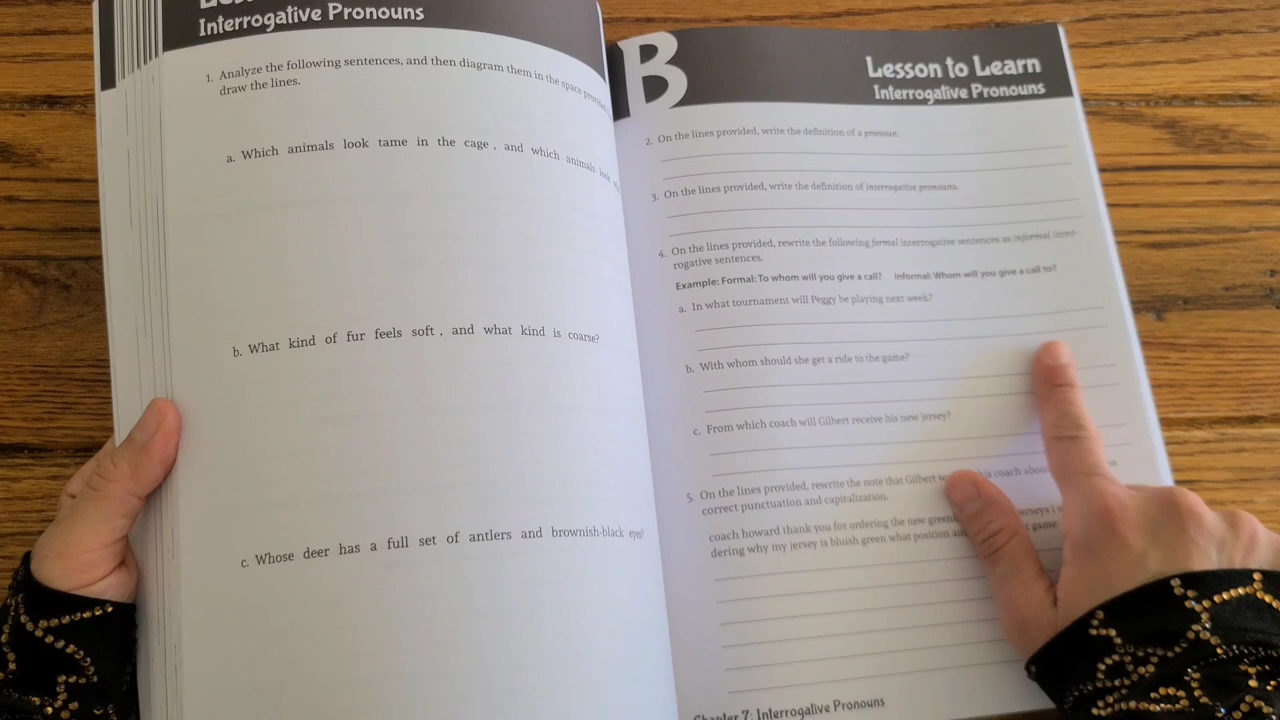 Interrogative Pronouns
1. Analyze the following sentences, and then diagram them in the space
draw the lines.
a. Which animals look tame in the cage , and which animals look
b. What kind of fur feels soft , and what kind is coarse?
c. Whose deer has a full set of antlers and brownish-black eyes?
B
Lesson to Learn
Interrogative Pronouns
2. On the lines provided, write the definition of a pronoun.
3. On the lines provided, write the definition of interrogative pronouns.
4. On the lines provided, rewrite the following formal interrogative sentences as informal inter-
rogative sentences.
Example: Formal: To whom will you give a call? Informal: Whom will you give a call to?
a. In what tournament will Peggy be playing next week?
b. With whom should she get a ride to the game?
c. From which coach will Gilbert receive his new jersey?
5. On the lines provided, rewrite the note that Gilbert his coach
correct punctuation and capitalization.
coach howard thank you for ordering the new jerseys i
dering why my jersey is bluish green what position game
Chapter 7: Interrogative Pronouns